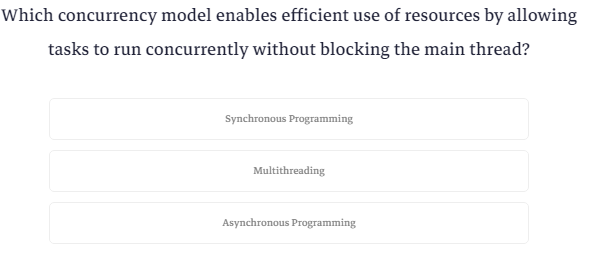 Which concurrency model enables efficient use of resources by allowing
tasks to run concurrently without blocking the main thread?
Synchronous Programming
Multithreading
Asynchronous Programming